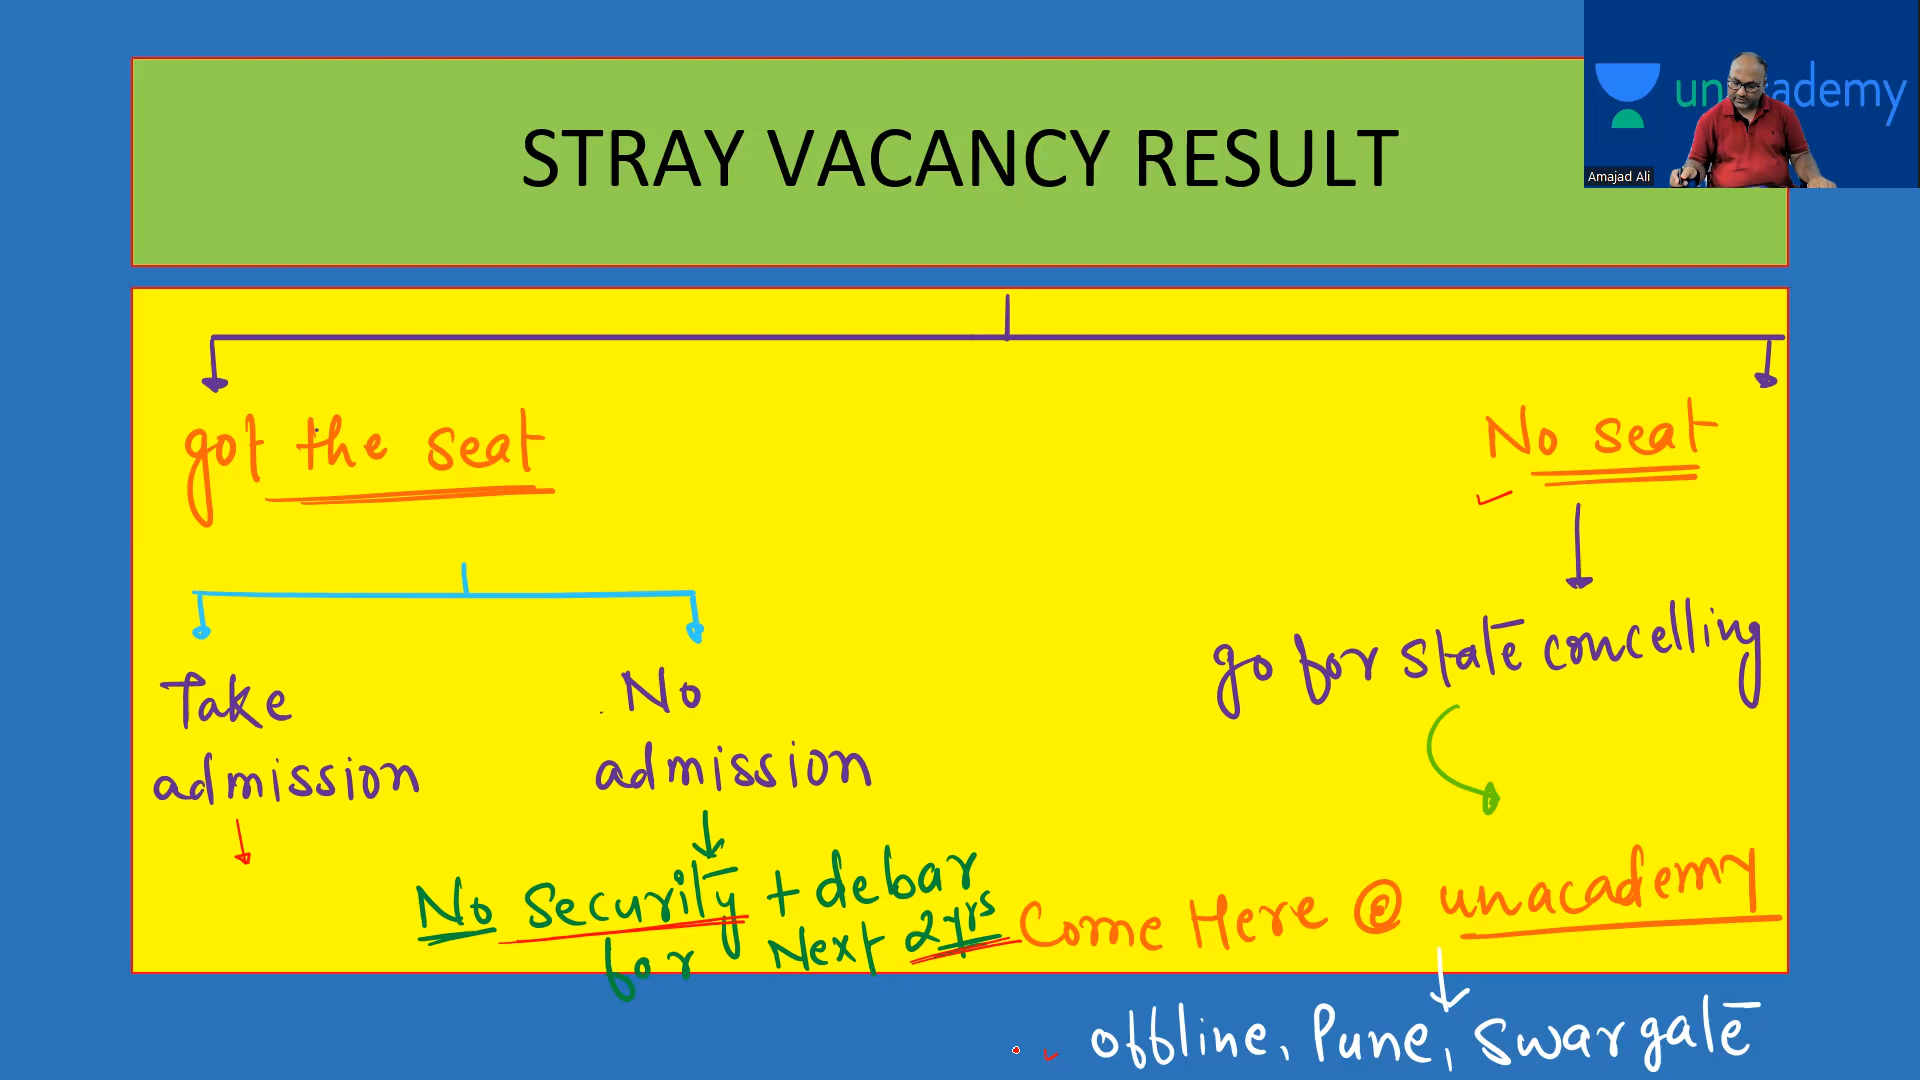 STRAY VACANCY RESULT
unacademy
Amajad Ali
got the seat
No seat
Take
admission
No
admission
go for state concelling
No security + debar
for Next 2yrs
Come Here @ unacademy
offline, Pune, Swargate